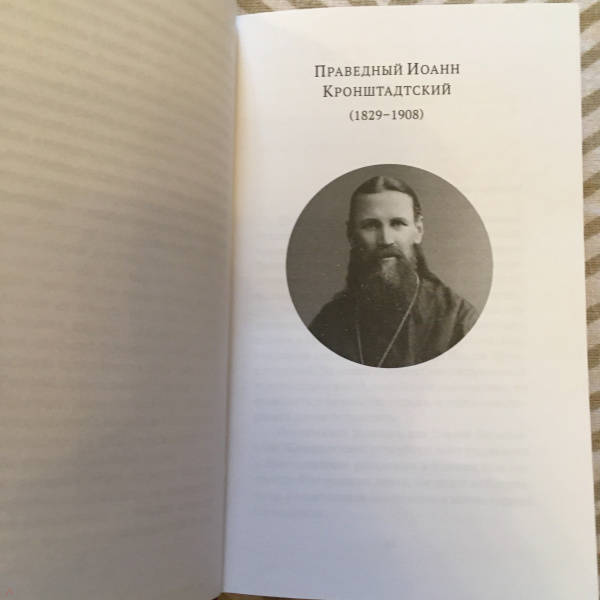 Праведный Иоанн
Кронштадтский
(1829–1908)